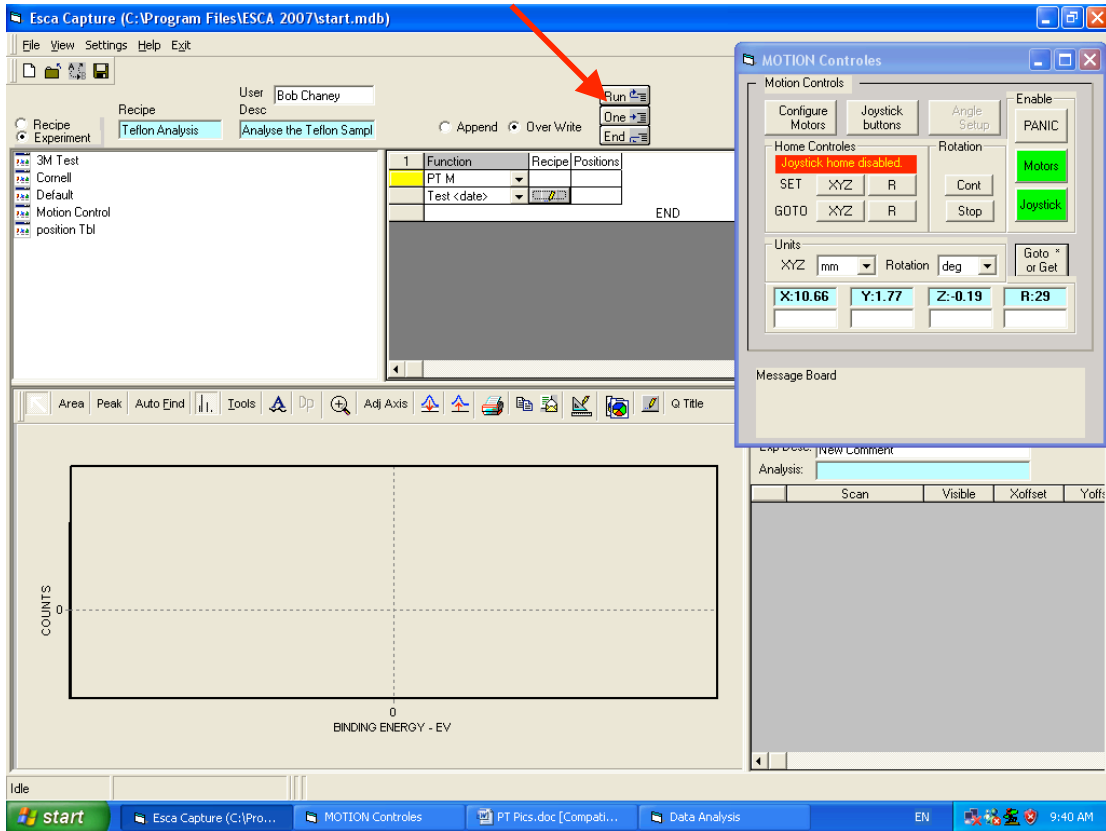 Esca Capture (C:\Program Files\ESCA 2007\start.mdb)
File View Settings Help Exit
User Bob Chaney
Recipe Desc
Recipe
Experiment
Teflon Analysis Analyse the Teflon Sampl
Append Over Write
Run
One
End
3M Test
Cornell
Default
Motion Control
position Tbl
1 Function Recipe Positions
PT M
Test <date>
END
MOTION Controles
Motion Controls
Configure Motors
Joystick buttons
Angle Setup
Enable
PANIC
Motors
Joystick
Home Controles
Joystick home disabled.
SET XYZ R
GOTO XYZ R
Rotation
Cont
Stop
Units
XYZ mm Rotation deg
Goto * or Get
X:10.66 Y:1.77 Z:-0.19 R:29
Message Board
Area Peak Auto Find Tools A Dp Adj Axis Q Title
Exp Desc: New Comment
Analysis:
Scan Visible Xoffset Yoffs
COUNTS
0
0
BINDING ENERGY - EV
Idle
start Esca Capture (C:\Pro... MOTION Controles PT Pics.doc [Compati... Data Analysis EN 9:40 AM